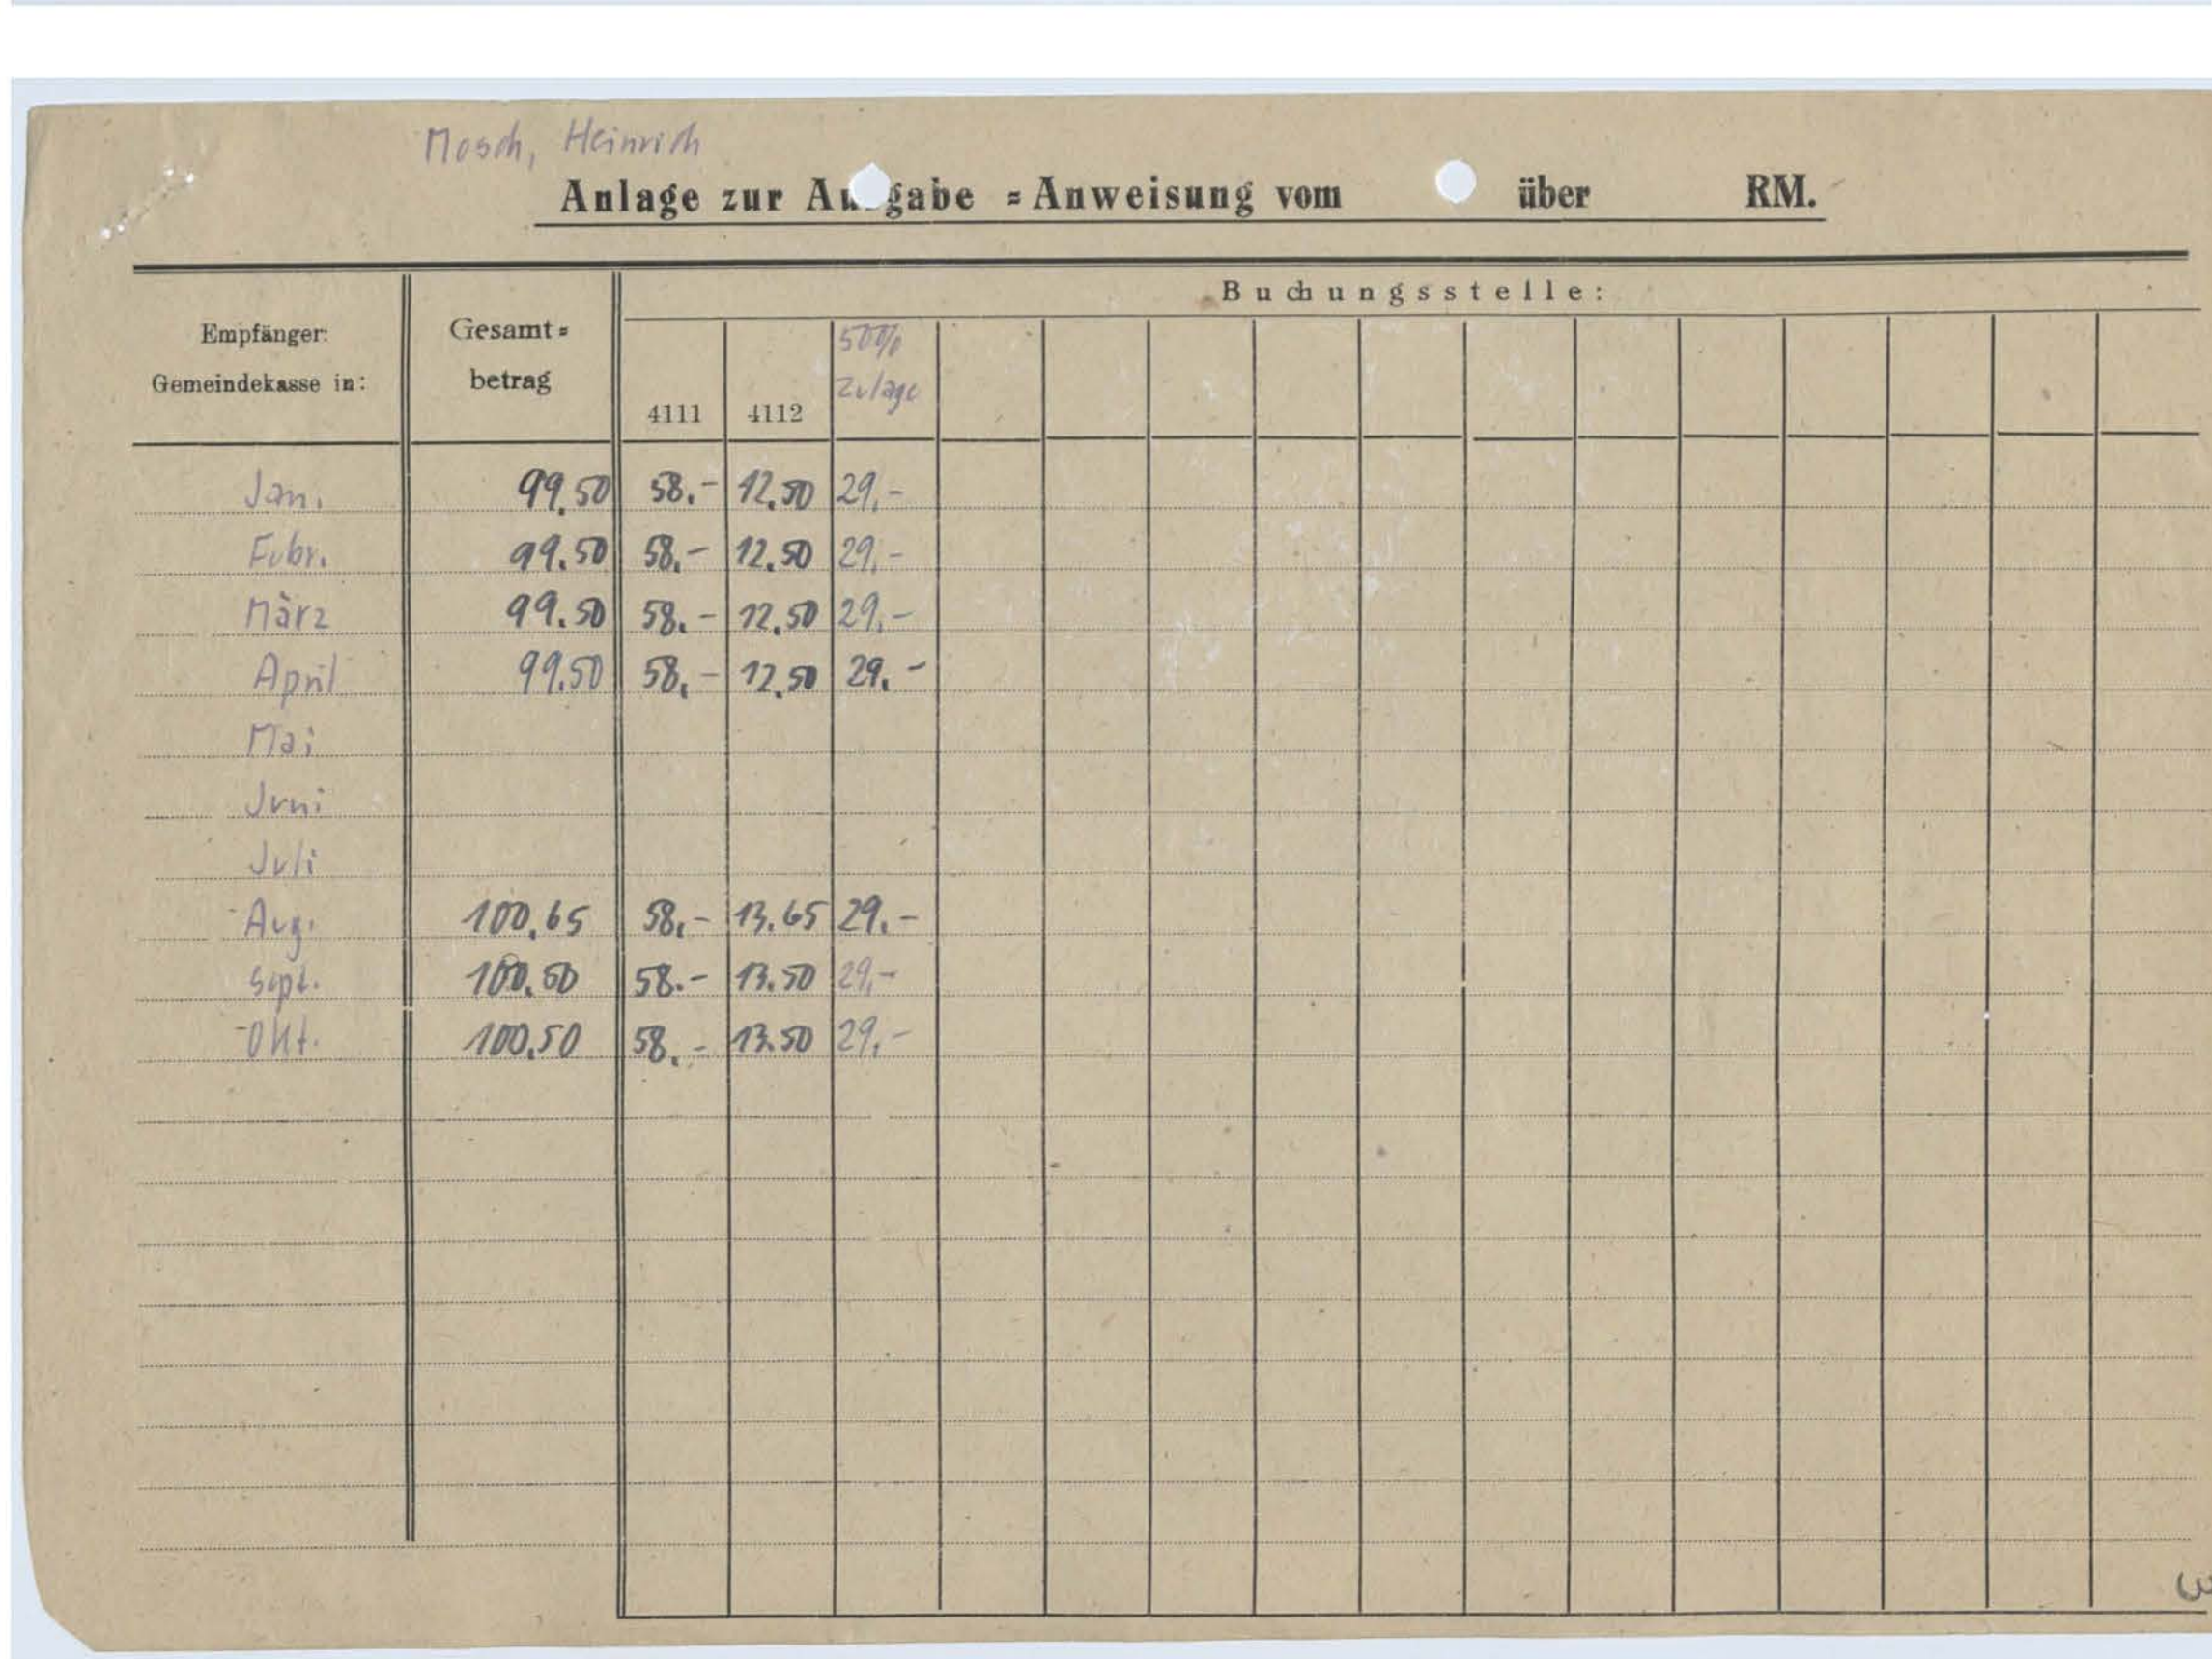 Mosch, Heinrich
Anlage zur Ausgabe = Anweisung vom über RM.
Buchungsstelle:
Empfänger: Gemeindekasse in: Gesamt= betrag 4111 4112 50% Zulage
Jan. 99,50 58.- 12.50 29,-
Febr. 99.50 58,- 12.50 29,-
März 99.50 58.- 12.50 29.-
April 99.50 58,- 12.50 29.-
Mai
Juni
Juli
Aug. 100,65 58,- 13.65 29.-
Sept. 100.50 58.- 13.50 29,-
Okt. 100,50 58.- 13.50 29,-
3